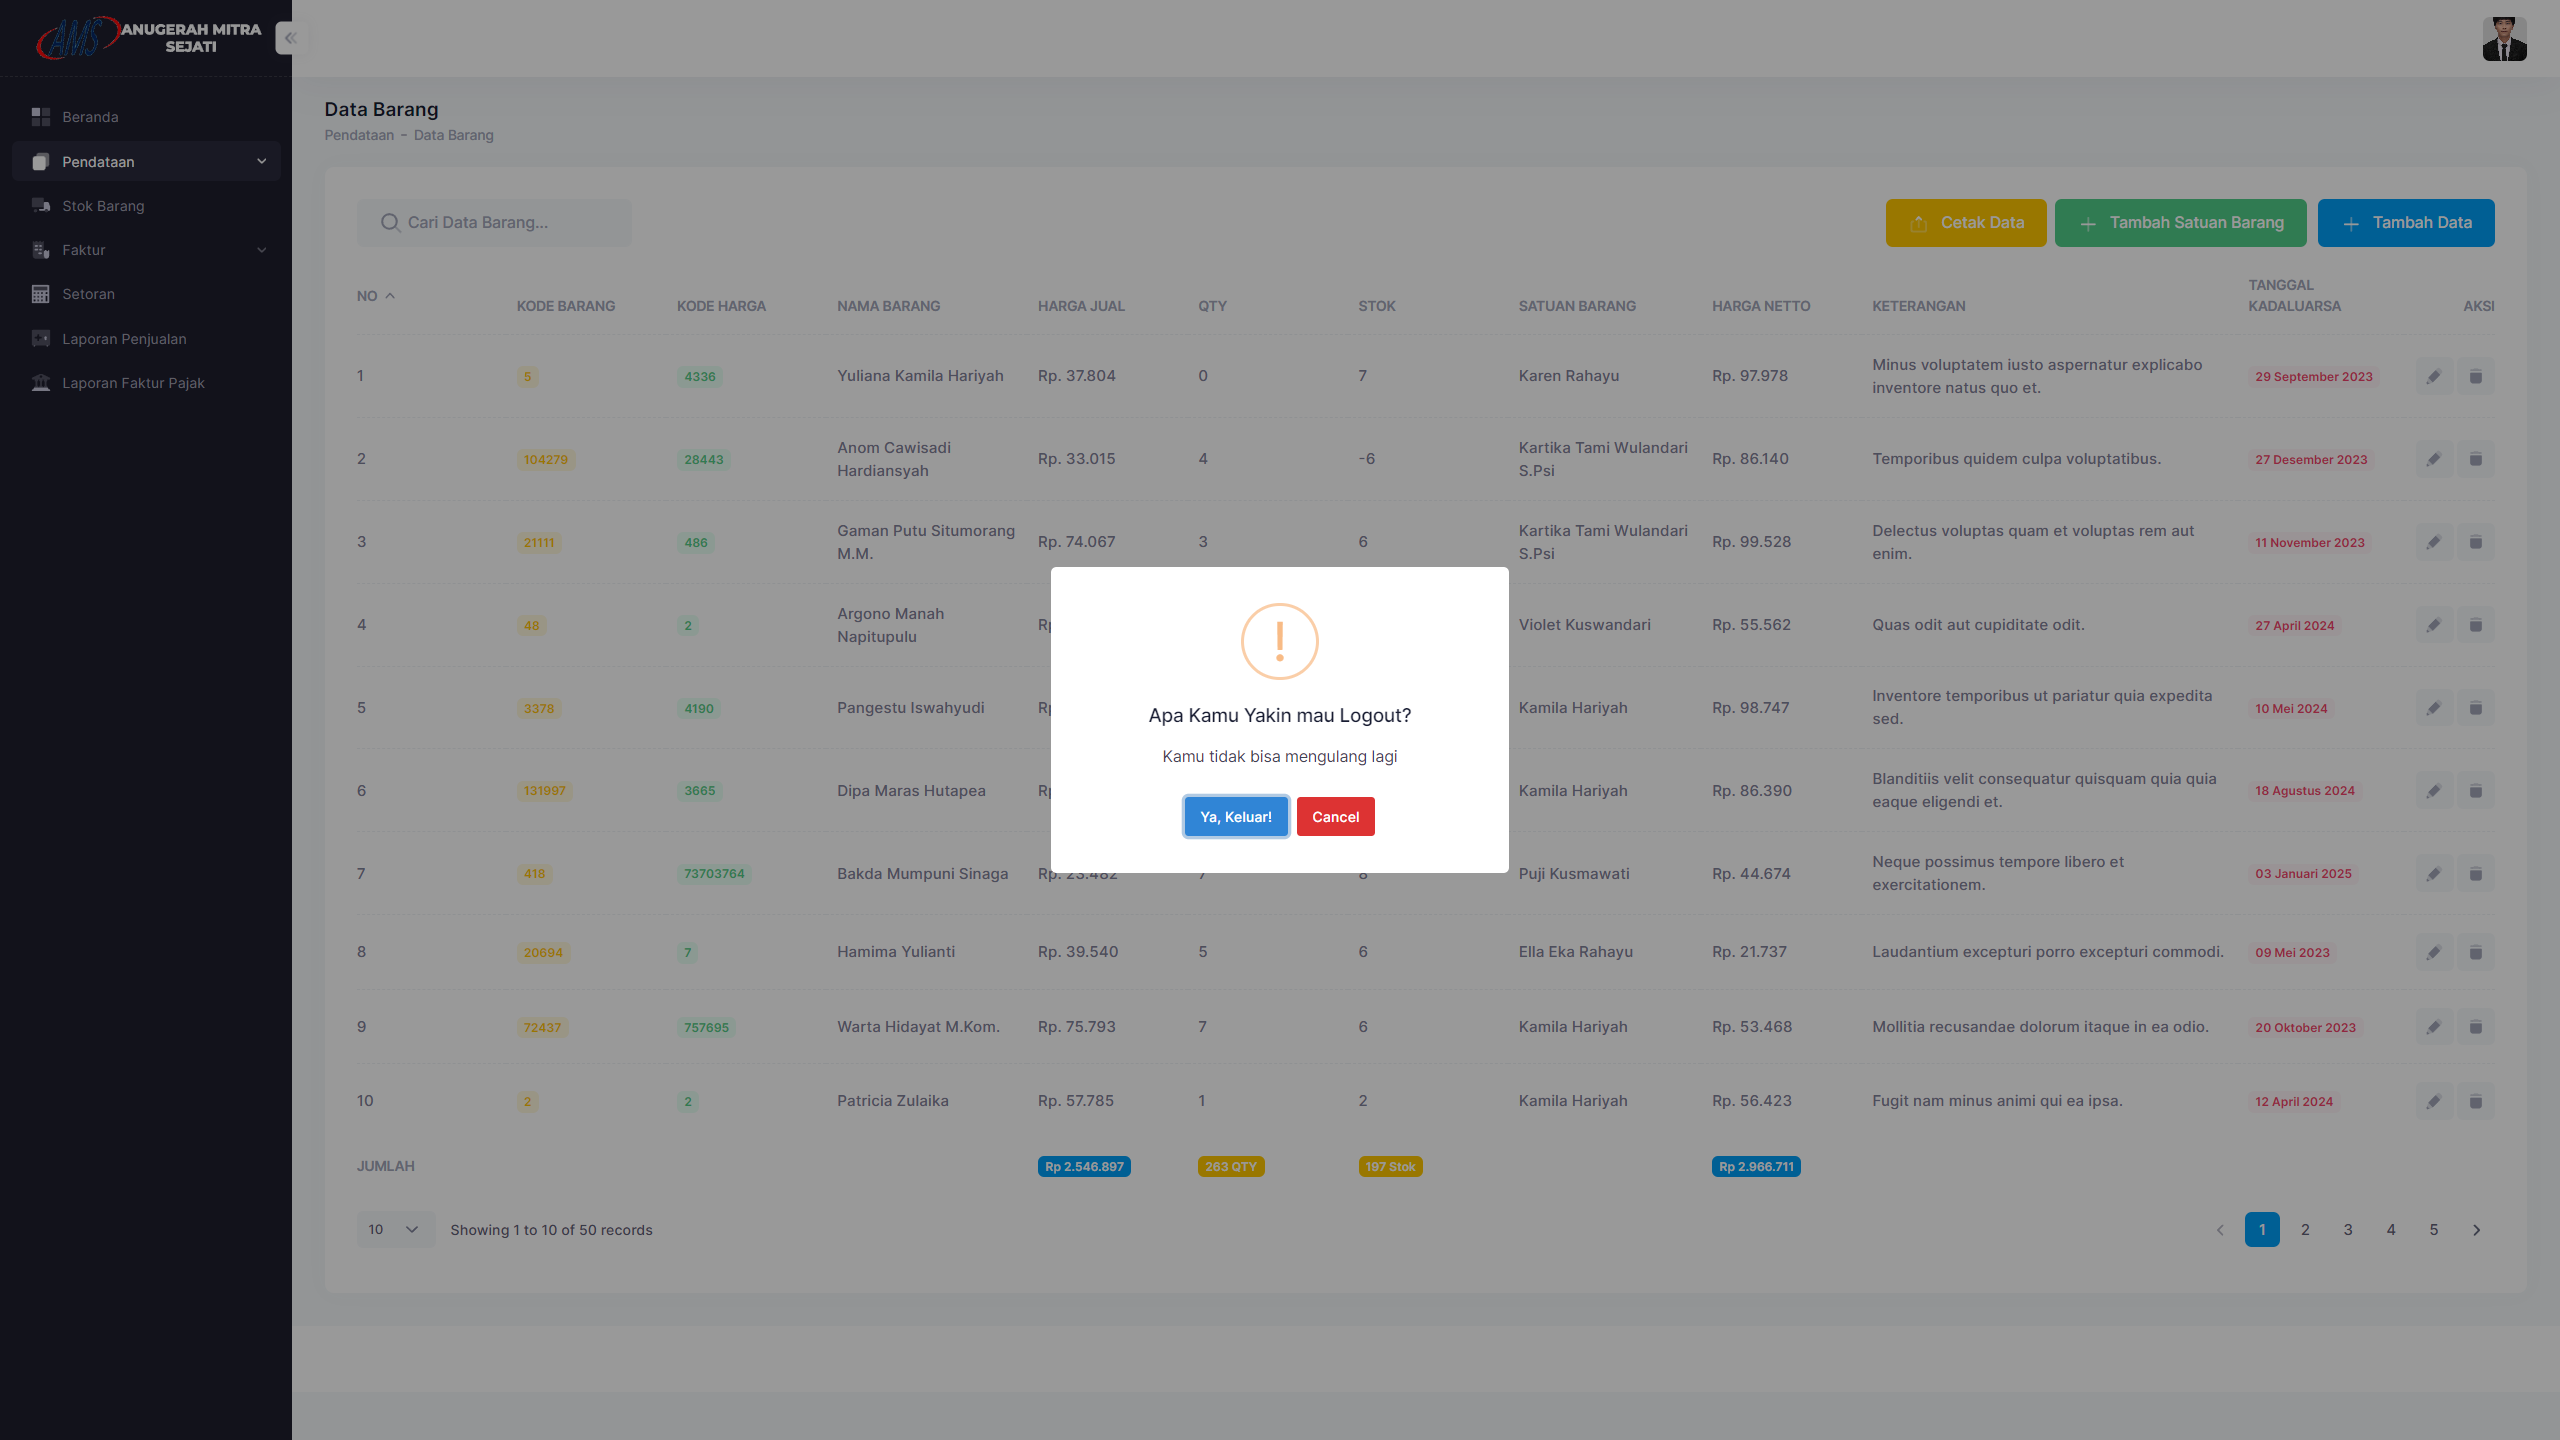 AMS ANUGERAH MITRA
SEJATI
Beranda
Pendataan
Stok Barang
Faktur
Setoran
Laporan Penjualan
Laporan Faktur Pajak
Data Barang
Pendataan - Data Barang
Cari Data Barang...
Cetak Data
Tambah Satuan Barang
Tambah Data
NO KODE BARANG KODE HARGA NAMA BARANG HARGA JUAL QTY STOK SATUAN BARANG HARGA NETTO KETERANGAN TANGGAL
KADALUARSA AKSI
1 5 4336 Yuliana Kamila Hariyah Rp. 37.804 0 7 Karen Rahayu Rp. 97.978 Minus voluptatem iusto aspernatur explicabo
inventore natus quo et. 29 September 2023
2 104279 28443 Anom Cawisadi
Hardiansyah Rp. 33.015 4 -6 Kartika Tami Wulandari
S.Psi Rp. 86.140 Temporibus quidem culpa voluptatibus. 27 Desember 2023
3 21111 486 Gaman Putu Situmorang
M.M. Rp. 74.067 3 6 Kartika Tami Wulandari
S.Psi Rp. 99.528 Delectus voluptas quam et voluptas rem aut
enim. 11 November 2023
4 48 2 Argono Manah
Napitupulu Violet Kuswandari Rp. 55.562 Quas odit aut cupiditate odit. 27 April 2024
5 3378 4190 Pangestu Iswahyudi Kamila Hariyah Rp. 98.747 Inventore temporibus ut pariatur quia expedita
sed. 10 Mei 2024
6 131997 3665 Dipa Maras Hutapea Kamila Hariyah Rp. 86.390 Blanditiis velit consequatur quisquam quia quia
eaque eligendi et. 18 Agustus 2024
7 418 73703764 Bakda Mumpuni Sinaga Rp. 23.482 7 8 Puji Kusmawati Rp. 44.674 Neque possimus tempore libero et
exercitationem. 03 Januari 2025
8 20694 7 Hamima Yulianti Rp. 39.540 5 6 Ella Eka Rahayu Rp. 21.737 Laudantium excepturi porro excepturi commodi. 09 Mei 2023
9 72437 757695 Warta Hidayat M.Kom. Rp. 75.793 7 6 Kamila Hariyah Rp. 53.468 Mollitia recusandae dolorum itaque in ea odio. 20 Oktober 2023
10 2 2 Patricia Zulaika Rp. 57.785 1 2 Kamila Hariyah Rp. 56.423 Fugit nam minus animi qui ea ipsa. 12 April 2024
JUMLAH Rp 2.546.897 263 QTY 197 Stok Rp 2.966.711
10 Showing 1 to 10 of 50 records
1 2 3 4 5
Apa Kamu Yakin mau Logout?
Kamu tidak bisa mengulang lagi
Ya, Keluar!
Cancel